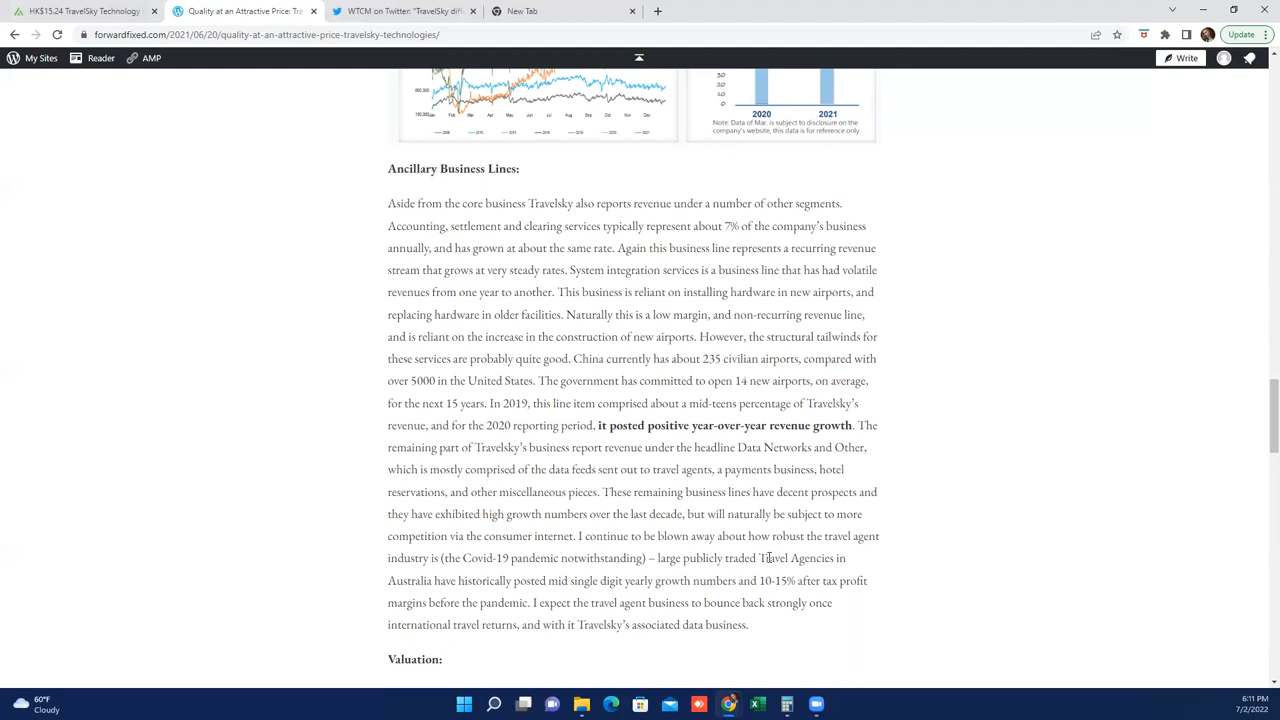 HK$15.24 TravelSky Technology
Quality at an Attractive Price: Tra
WTCM on Twitter: "TravelSky diff
New Tab
forwardfixed.com/2021/06/20/quality-at-an-attractive-price-travelsky-technologies/
Update
My Sites
Reader
AMP
Write
2020
2021
30
20
10
0
Jan Feb Mar Apr May Jun Jul Aug Sep Oct Nov Dec
Note: Data of Mar. is subject to disclosure on the
company's website, this data is for reference only
Ancillary Business Lines:
Aside from the core business Travelsky also reports revenue under a number of other segments.
Accounting, settlement and clearing services typically represent about 7% of the company's business
annually, and has grown at about the same rate. Again this business line represents a recurring revenue
stream that grows at very steady rates. System integration services is a business line that has had volatile
revenues from one year to another. This business is reliant on installing hardware in new airports, and
replacing hardware in older facilities. Naturally this is a low margin, and non-recurring revenue line,
and is reliant on the increase in the construction of new airports. However, the structural tailwinds for
these services are probably quite good. China currently has about 235 civilian airports, compared with
over 5000 in the United States. The government has committed to open 14 new airports, on average,
for the next 15 years. In 2019, this line item comprised about a mid-teens percentage of Travelsky's
revenue, and for the 2020 reporting period, it posted positive year-over-year revenue growth. The
remaining part of Travelsky's business report revenue under the headline Data Networks and Other,
which is mostly comprised of the data feeds sent out to travel agents, a payments business, hotel
reservations, and other miscellaneous pieces. These remaining business lines have decent prospects and
they have exhibited high growth numbers over the last decade, but will naturally be subject to more
competition via the consumer internet. I continue to be blown away about how robust the travel agent
industry is (the Covid-19 pandemic notwithstanding) – large publicly traded Travel Agencies in
Australia have historically posted mid single digit yearly growth numbers and 10-15% after tax profit
margins before the pandemic. I expect the travel agent business to bounce back strongly once
international travel returns, and with it Travelsky's associated data business.
Valuation:
60°F
Cloudy
6:11 PM
7/2/2022